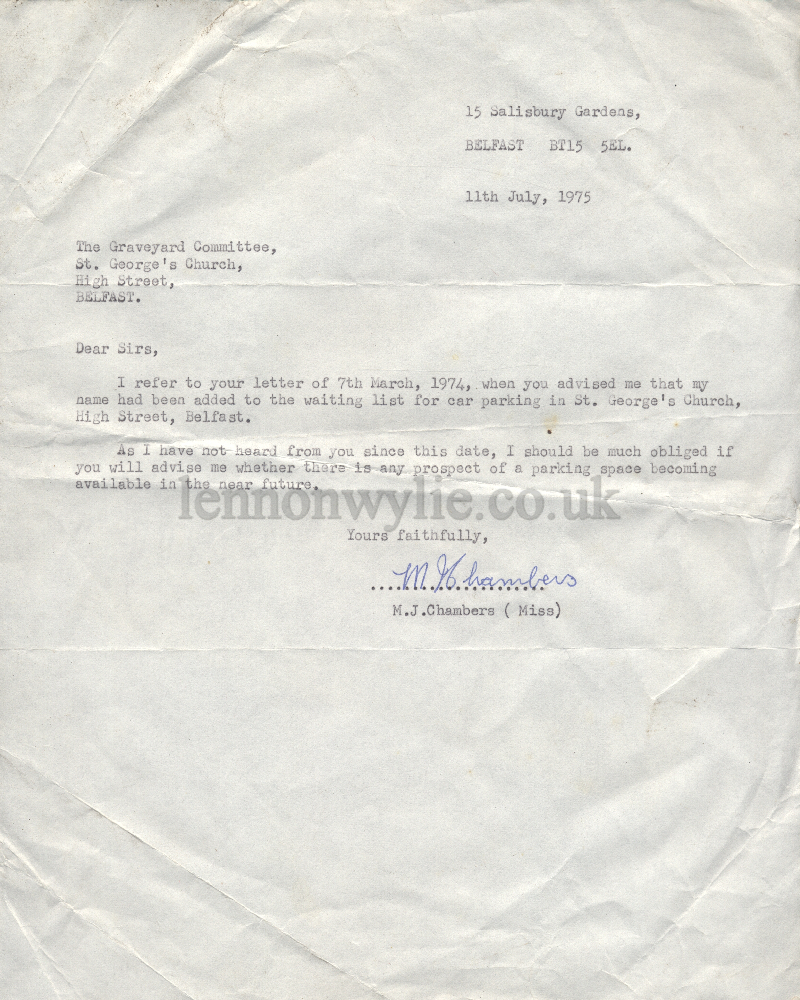 15 Salisbury Gardens,
BELFAST BT15 5EL.
11th July, 1975
The Graveyard Committee,
St. George's Church,
High Street,
BELFAST.
Dear Sirs,
I refer to your letter of 7th March, 1974, when you advised me that my
name had been added to the waiting list for car parking in St. George's Church,
High Street, Belfast.
As I have not heard from you since this date, I should be much obliged if
you will advise me whether there is any prospect of a parking space becoming
available in the near future.
lennonwylie.co.uk
Yours faithfully,
M J Chambers
M.J.Chambers ( Miss)